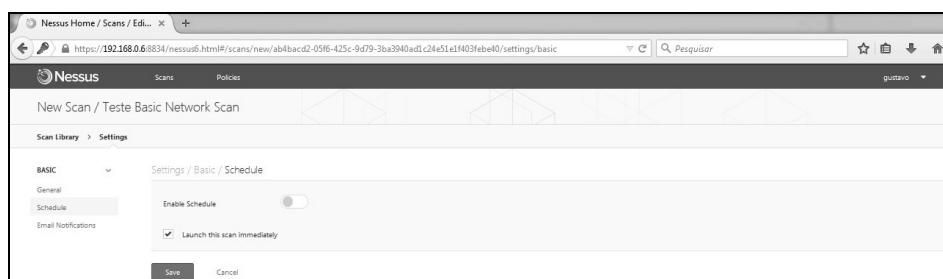 Nessus Home / Scans / Edi... × +
https://192.168.0.6:8834/nessus6.html#/scans/new/ab4bacd2-05f6-425c-9d79-3ba3940ad1c24e51e1f403febe40/settings/basic
Pesquisar
Nessus Scans Policies gustavo
New Scan / Teste Basic Network Scan
Scan Library > Settings
BASIC
General
Schedule
Email Notifications
Settings / Basic / Schedule
Enable Schedule
Launch this scan immediately
Save Cancel